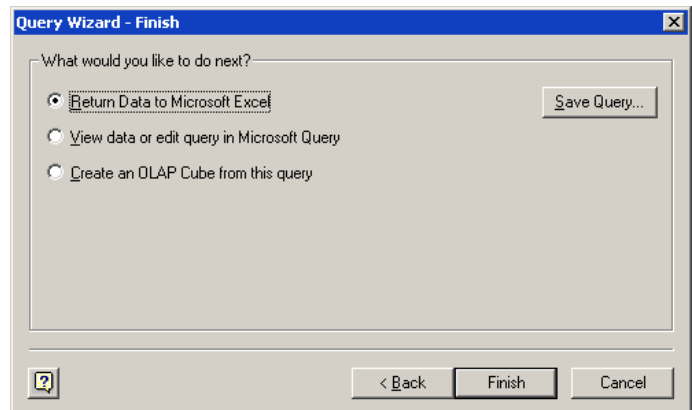 Query Wizard - Finish
What would you like to do next?
Return Data to Microsoft Excel
Save Query...
View data or edit query in Microsoft Query
Create an OLAP Cube from this query
?
< Back
Finish
Cancel